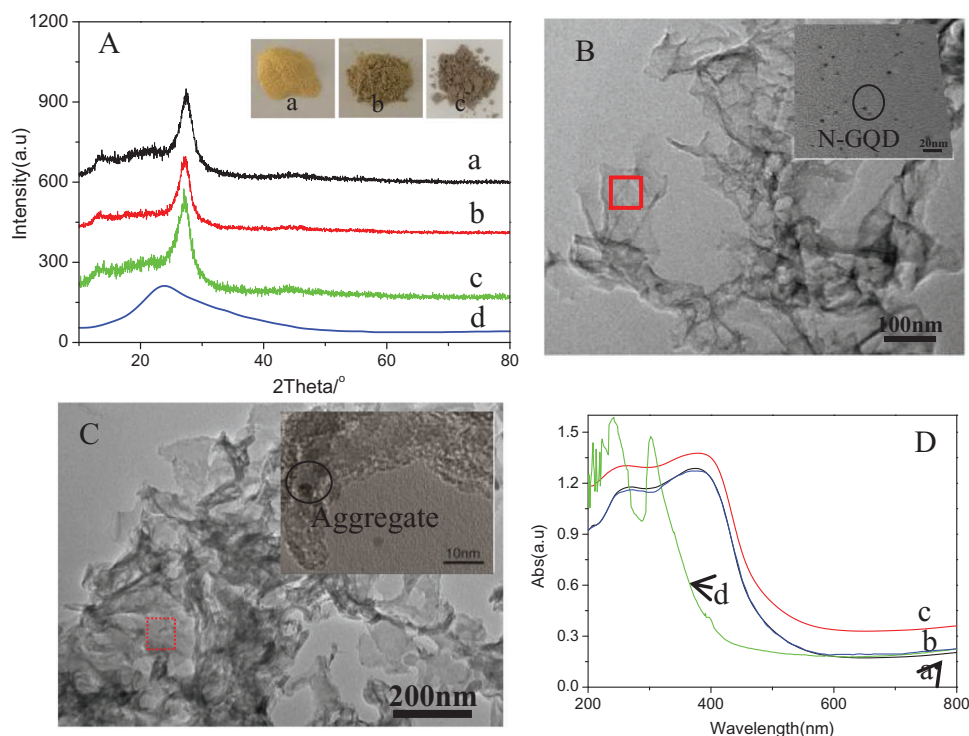 A
1200
900
600
300
0
Intensity(a.u)
a
b
c
a
b
c
d
20
40
60
80
2Theta/°
B
N-GQD
20nm
100nm
C
Aggregate
10nm
200nm
D
1.5
1.2
0.9
0.6
0.3
0.0
Abs(a.u)
d
c
b
a
200
400
600
800
Wavelength(nm)